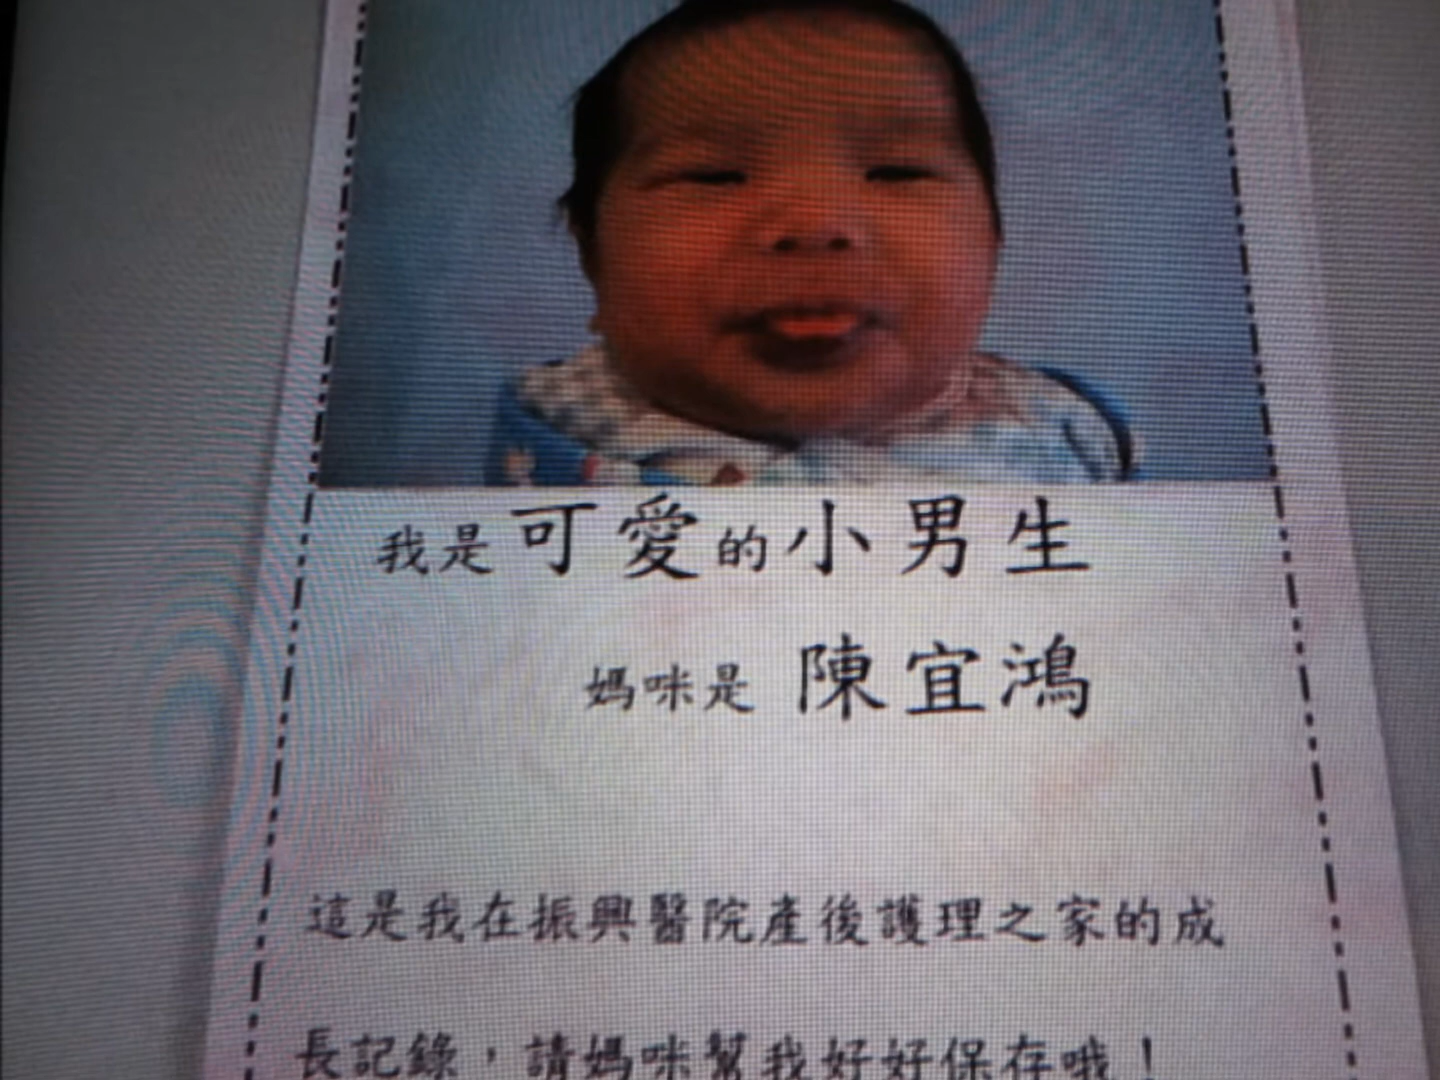 我是可愛的小男生
媽咪是 陳宜鴻
這是我在振興醫院產後護理之家的成
長記錄，請媽咪幫我好好保存哦！